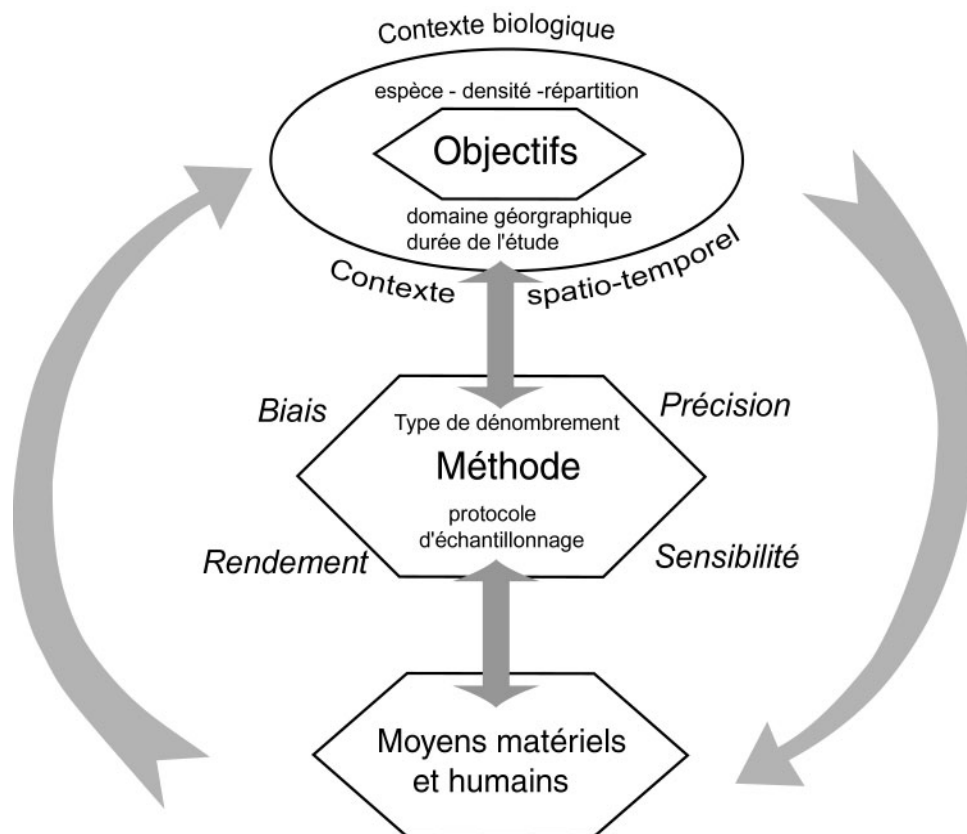 Contexte biologique
espèce - densité -répartition
Objectifs
domaine géorgraphique
durée de l'étude
Contexte spatio-temporel
Biais
Précision
Type de dénombrement
Méthode
protocole
d'échantillonnage
Rendement
Sensibilité
Moyens matériels
et humains